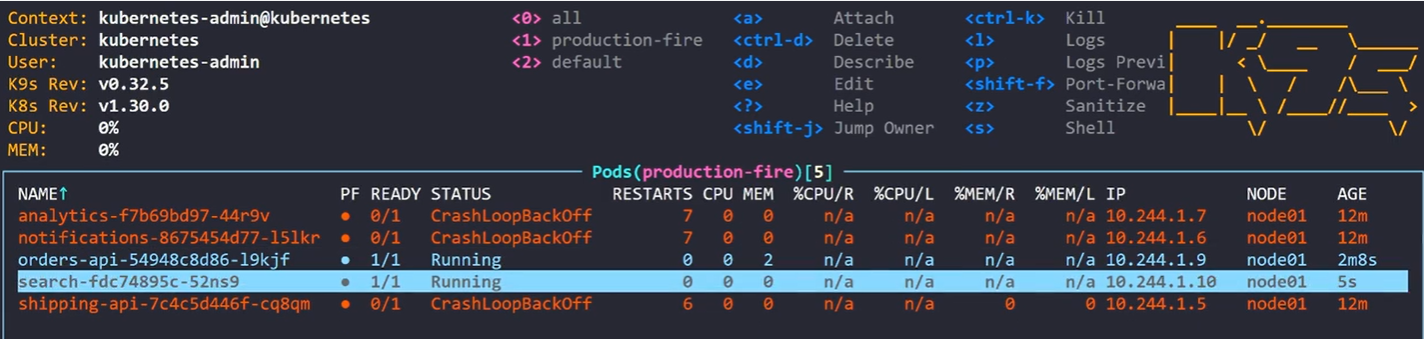 Context: kubernetes-admin@kubernetes <0> all <a> Attach <ctrl-k> Kill
Cluster: kubernetes <1> production-fire <ctrl-d> Delete <l> Logs
User: kubernetes-admin <2> default <d> Describe <p> Logs Previ
K9s Rev: v0.32.5 <e> Edit <shift-f> Port-Forwa
K8s Rev: v1.30.0 <?> Help <z> Sanitize
CPU: 0% <shift-j> Jump Owner <s> Shell
MEM: 0%
K9s
Pods(production-fire)[5]
NAME↑ PF READY STATUS RESTARTS CPU MEM %CPU/R %CPU/L %MEM/R %MEM/L IP NODE AGE
analytics-f7b69bd97-44r9v ● 0/1 CrashLoopBackOff 7 0 0 n/a n/a n/a n/a 10.244.1.7 node01 12m
notifications-8675454d77-l5lkr ● 0/1 CrashLoopBackOff 7 0 0 n/a n/a n/a n/a 10.244.1.6 node01 12m
orders-api-54948c8d86-l9kjf ● 1/1 Running 0 0 2 n/a n/a n/a n/a 10.244.1.9 node01 2m8s
search-fdc74895c-52ns9 ● 1/1 Running 0 0 0 n/a n/a n/a n/a 10.244.1.10 node01 5s
shipping-api-7c4c5d446f-cq8qm ● 0/1 CrashLoopBackOff 6 0 0 n/a n/a 0 0 10.244.1.5 node01 12m